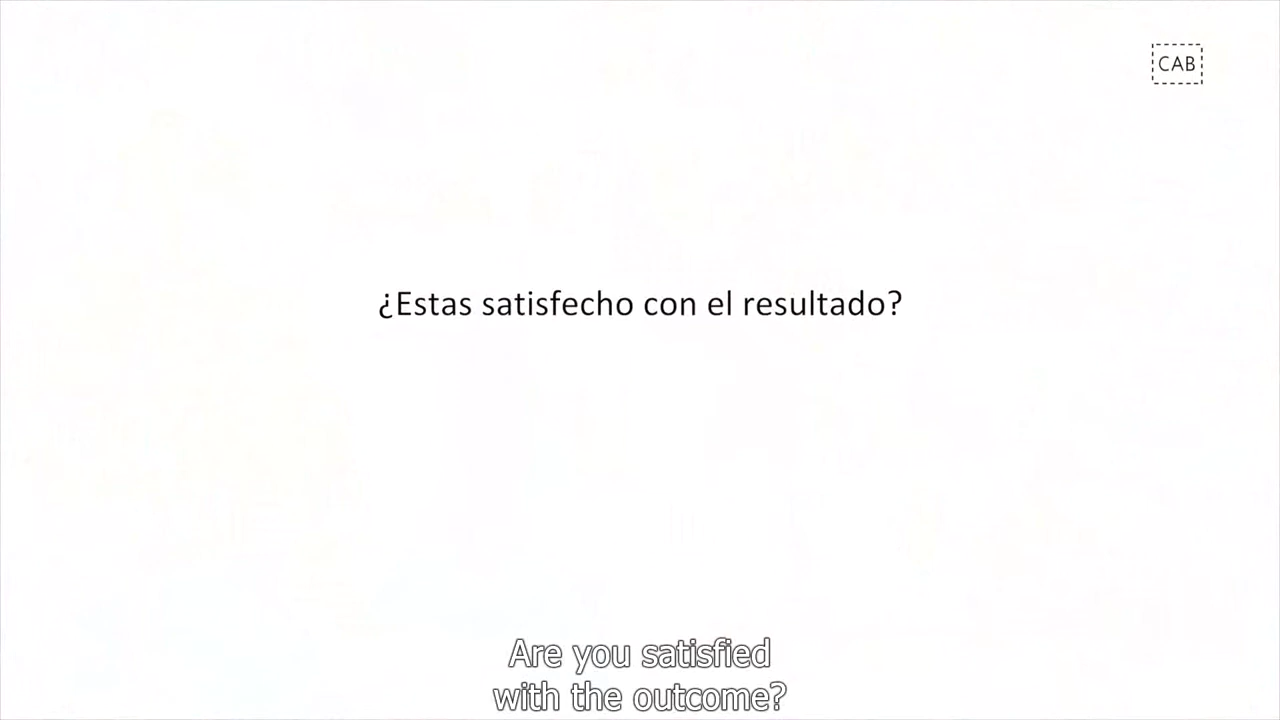 CAB
¿Estas satisfecho con el resultado?
Are you satisfied
with the outcome?